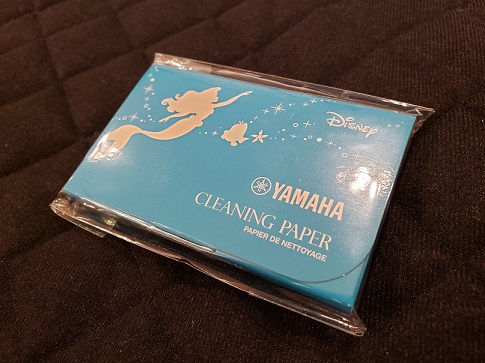 Disney
YAMAHA
CLEANING PAPER
PAPIER DE NETTOYAGE